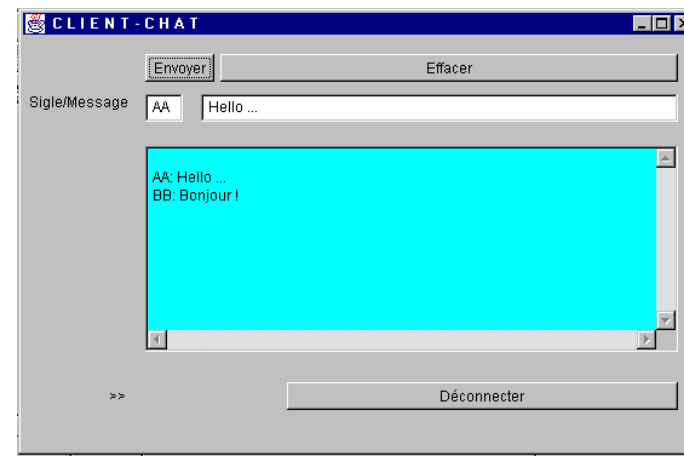 CLIENT-CHAT
Envoyer Effacer
Sigle/Message AA Hello ...
AA: Hello ...
BB: Bonjour !
>> Déconnecter